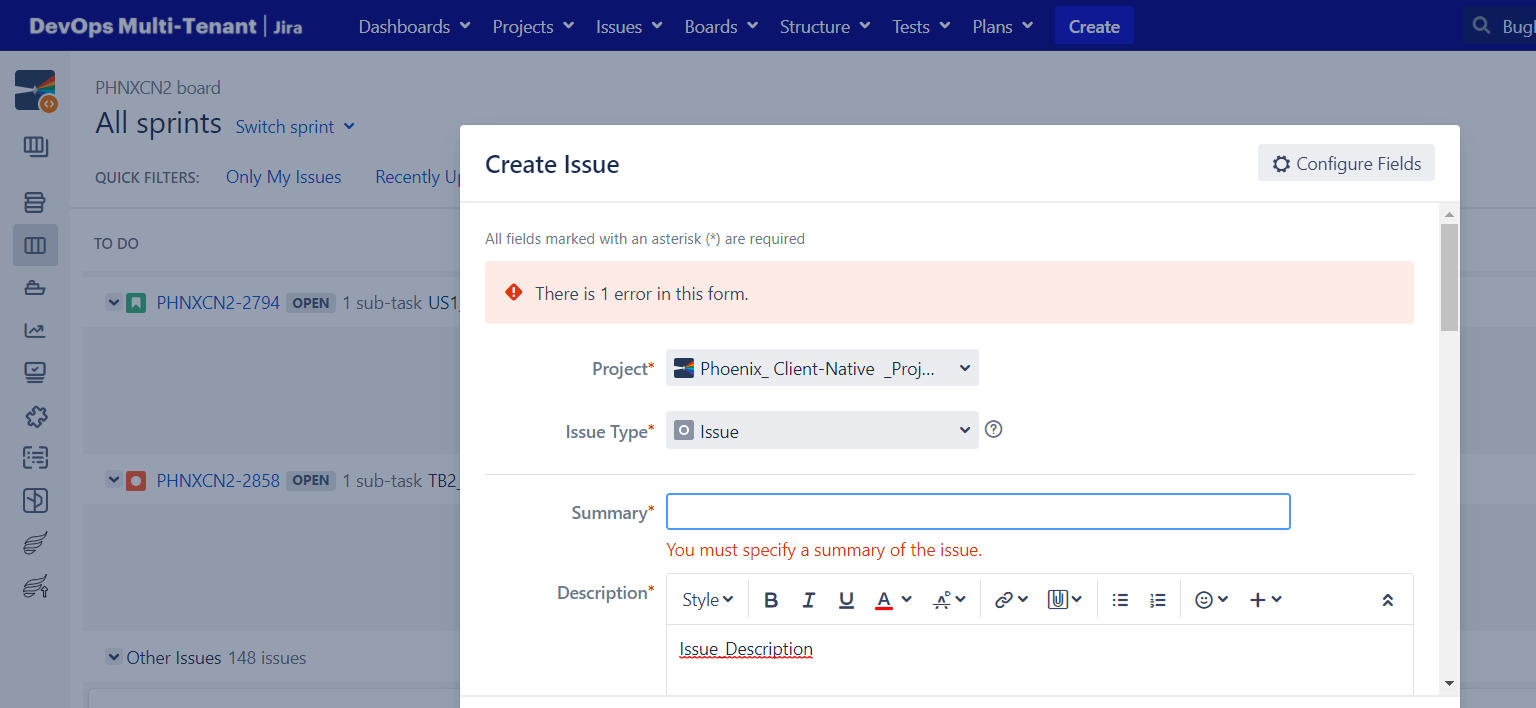 DevOps Multi-Tenant | Jira Dashboards Projects Issues Boards Structure Tests Plans Create
PHNXCN2 board
All sprints Switch sprint
QUICK FILTERS: Only My Issues Recently
TO DO
PHNXCN2-2794 OPEN 1 sub-task US1
PHNXCN2-2858 OPEN 1 sub-task TB2_
Other Issues 148 issues
Create Issue Configure Fields
All fields marked with an asterisk (*) are required
There is 1 error in this form.
Project* Phoenix_ Client-Native _Proj...
Issue Type* Issue
Summary*
You must specify a summary of the issue.
Description* Style B I U A
Issue_Description